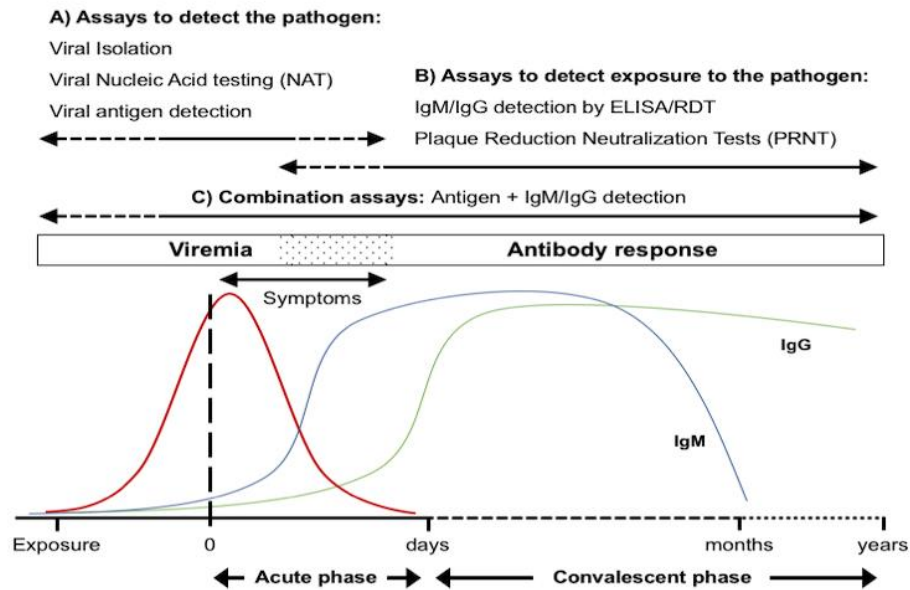 A) Assays to detect the pathogen:
Viral Isolation
Viral Nucleic Acid testing (NAT)
Viral antigen detection
B) Assays to detect exposure to the pathogen:
IgM/IgG detection by ELISA/RDT
Plaque Reduction Neutralization Tests (PRNT)
C) Combination assays: Antigen + IgM/IgG detection
Viremia
Antibody response
Symptoms
IgG
IgM
Exposure
0
days
months
years
Acute phase
Convalescent phase